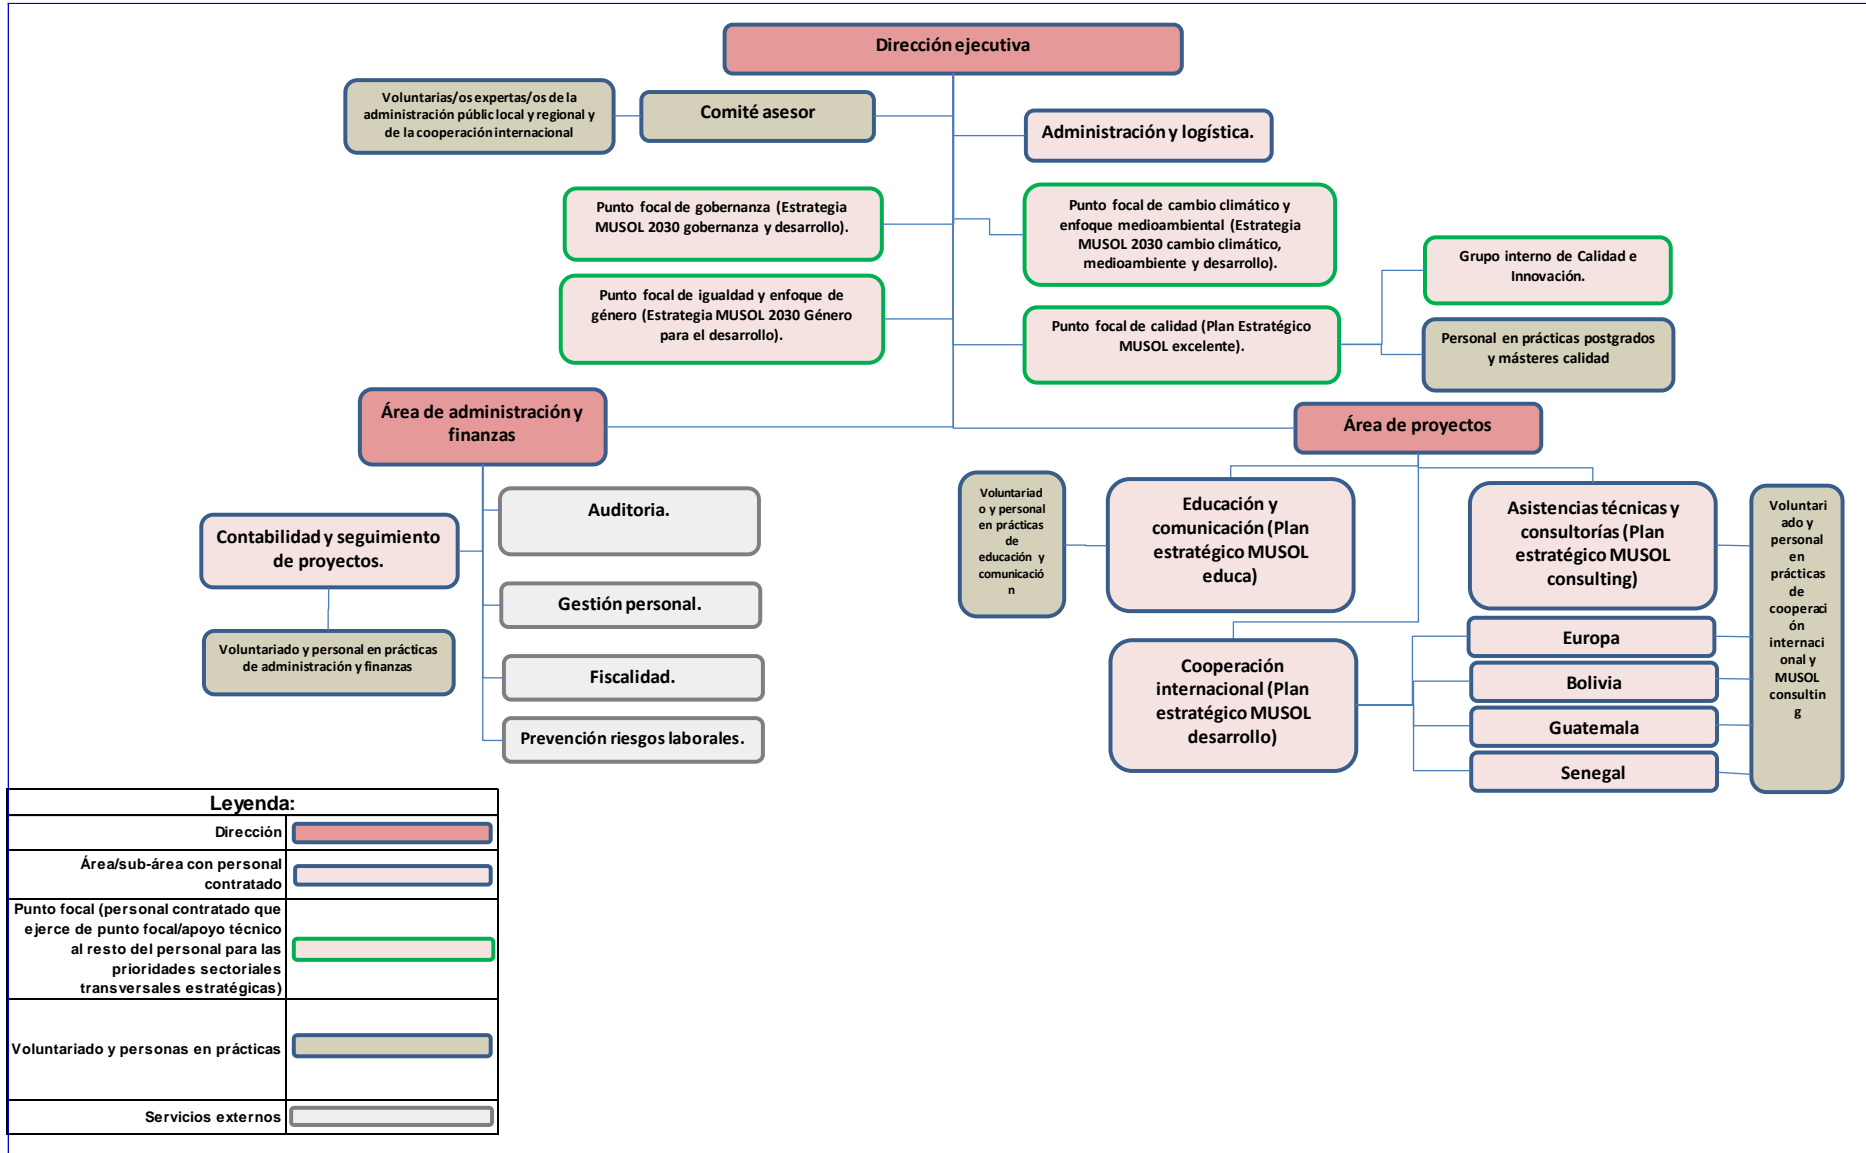 Dirección ejecutiva
Voluntarias/os expertas/os de la
administración públic local y regional y
de la cooperación internacional
Comité asesor
Administración y logística.
Punto focal de gobernanza (Estrategia
MUSOL 2030 gobernanza y desarrollo).
Punto focal de cambio climático y
enfoque medioambiental (Estrategia
MUSOL 2030 cambio climático,
medioambiente y desarrollo).
Grupo interno de Calidad e
Innovación.
Punto focal de igualdad y enfoque de
género (Estrategia MUSOL 2030 Género
para el desarrollo).
Punto focal de calidad (Plan Estratégico
MUSOL excelente).
Personal en prácticas postgrados
y másteres calidad
Área de administración y
finanzas
Área de proyectos
Auditoria.
Contabilidad y seguimiento
de proyectos.
Gestión personal.
Voluntariado y personal en prácticas
de administración y finanzas
Fiscalidad.
Prevención riesgos laborales.
Voluntariad
o y personal
en prácticas
de
educación y
comunicació
n
Educación y
comunicación (Plan
estratégico MUSOL
educa)
Asistencias técnicas y
consultorías (Plan
estratégico MUSOL
consulting)
Voluntari
ado y
personal
en
prácticas
de
cooperaci
ón
internaci
onal y
MUSOL
consultin
g
Cooperación
internacional (Plan
estratégico MUSOL
desarrollo)
Europa
Bolivia
Guatemala
Senegal
Leyenda:
Dirección
Área/sub-área con personal
contratado
Punto focal (personal contratado que
ejerce de punto focal/apoyo técnico
al resto del personal para las
prioridades sectoriales
transversales estratégicas)
Voluntariado y personas en prácticas
Servicios externos